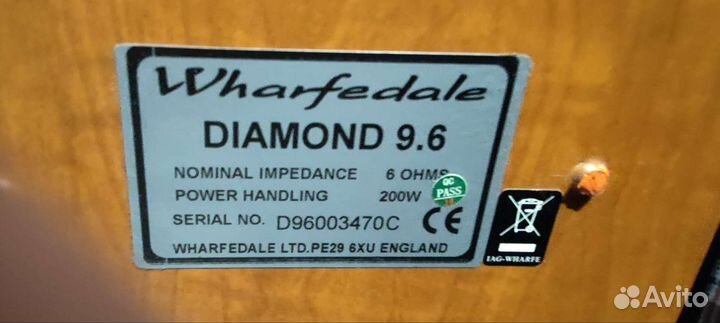 Wharfedale
DIAMOND 9.6
NOMINAL IMPEDANCE 6 OHMS
POWER HANDLING 200W
QC
PASS
SERIAL NO. D96003470C CE
WHARFEDALE LTD.PE29 6XU ENGLAND
IAG-WHARFE
Avito